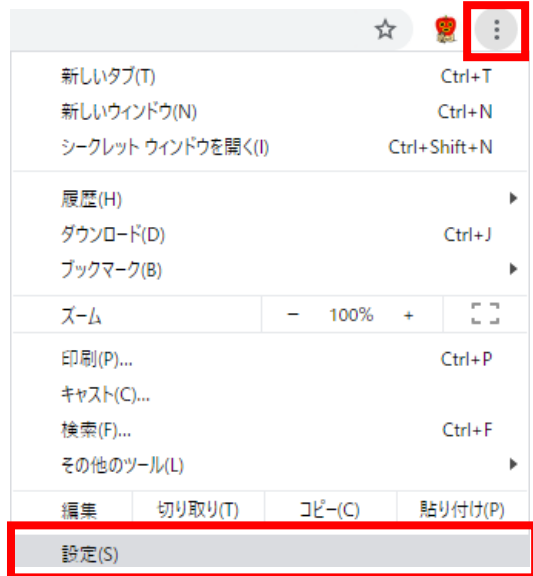 新しいタブ(T) Ctrl+T
新しいウィンドウ(N) Ctrl+N
シークレット ウィンドウを開く(I) Ctrl+Shift+N
履歴(H)
ダウンロード(D) Ctrl+J
ブックマーク(B)
ズーム － 100% +
印刷(P)... Ctrl+P
キャスト(C)...
検索(F)... Ctrl+F
その他のツール(L)
編集 切り取り(T) コピー(C) 貼り付け(P)
設定(S)